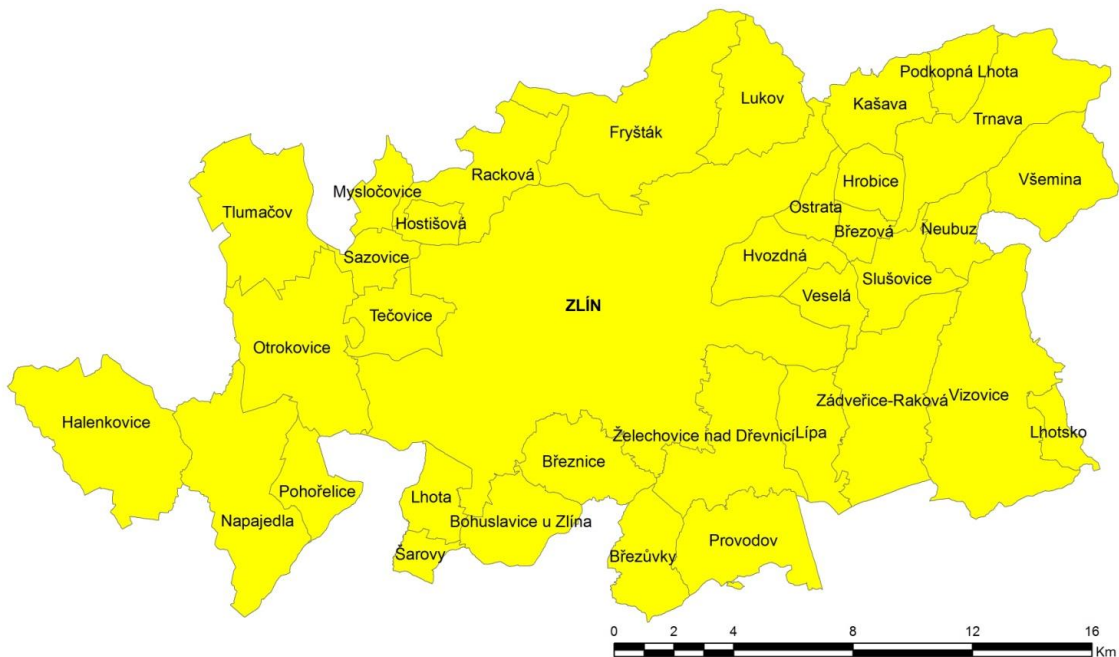 Podkopná Lhota
Lukov
Kašava
Trnava
Fryšták
Racková
Hrobice
Všemina
Mysločovice
Ostrata
Tlumačov
Hostišová
Březová
Neubuz
Hvozdná
Sazovice
Slušovice
Veselá
ZLÍN
Tečovice
Otrokovice
Zádveřice-Raková
Vizovice
Halenkovice
Želechovice nad Dřevnicí
Lípa
Lhotsko
Březnice
Pohořelice
Lhota
Napajedla
Bohuslavice u Zlína
Provodov
Šarovy
Březůvky
0 2 4 8 12 16
Km